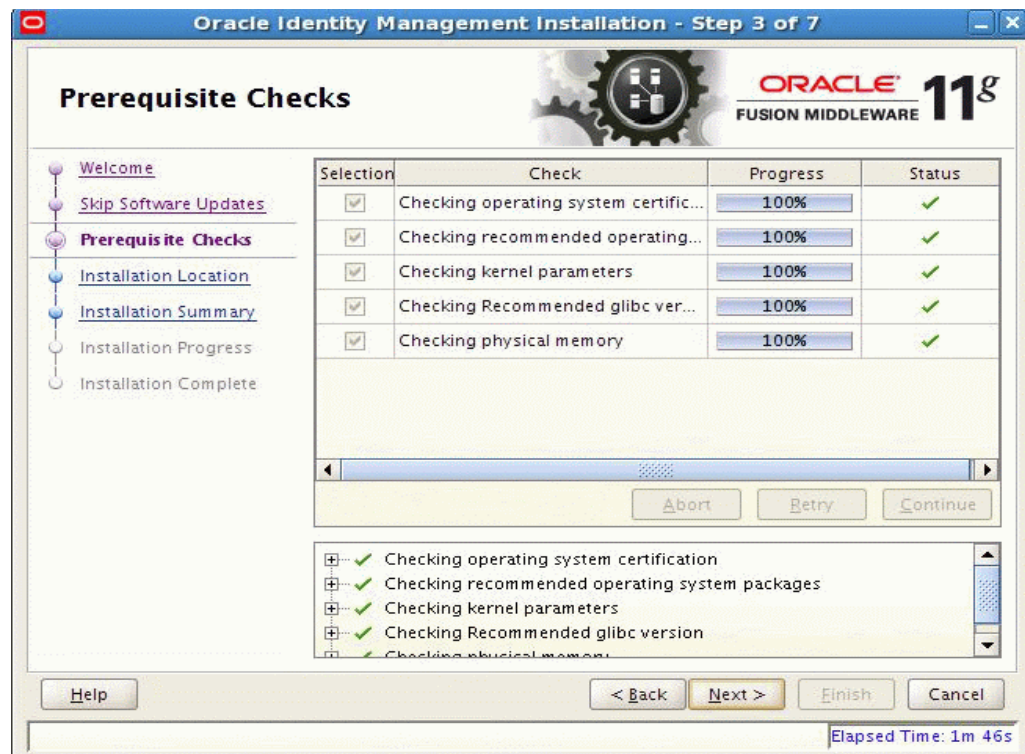 Oracle Identity Management Installation - Step 3 of 7
Prerequisite Checks
ORACLE 11g
FUSION MIDDLEWARE
Welcome
Skip Software Updates
Prerequisite Checks
Installation Location
Installation Summary
Installation Progress
Installation Complete
Selection Check Progress Status
Checking operating system certific... 100%
Checking recommended operating... 100%
Checking kernel parameters 100%
Checking Recommended glibc ver... 100%
Checking physical memory 100%
Abort Retry Continue
Checking operating system certification
Checking recommended operating system packages
Checking kernel parameters
Checking Recommended glibc version
Checking physical memory
Help < Back Next > Finish Cancel
Elapsed Time: 1m 46s